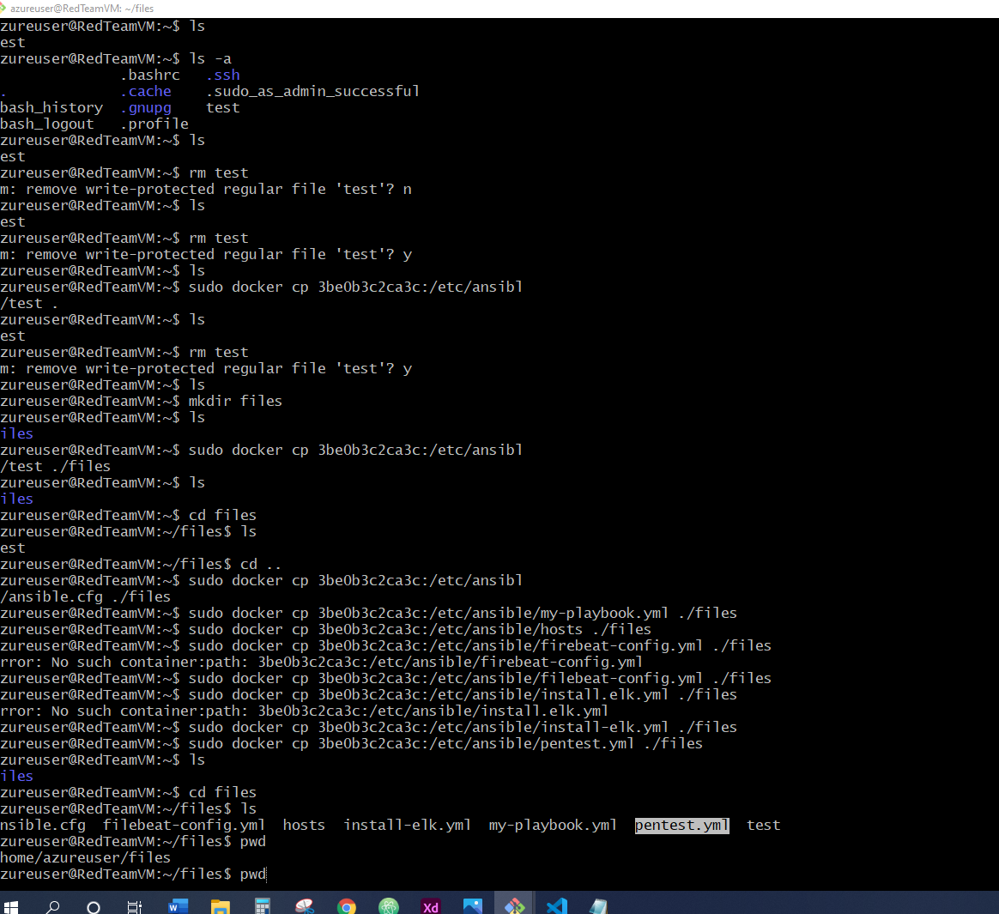 azureuser@RedTeamVM: ~/files
zureuser@RedTeamVM:~$ ls
est
zureuser@RedTeamVM:~$ ls -a
.bashrc .ssh
. .cache .sudo_as_admin_successful
bash_history .gnupg test
bash_logout .profile
zureuser@RedTeamVM:~$ ls
est
zureuser@RedTeamVM:~$ rm test
m: remove write-protected regular file 'test'? n
zureuser@RedTeamVM:~$ ls
est
zureuser@RedTeamVM:~$ rm test
m: remove write-protected regular file 'test'? y
zureuser@RedTeamVM:~$ ls
zureuser@RedTeamVM:~$ sudo docker cp 3be0b3c2ca3c:/etc/ansibl
/test .
zureuser@RedTeamVM:~$ ls
est
zureuser@RedTeamVM:~$ rm test
m: remove write-protected regular file 'test'? y
zureuser@RedTeamVM:~$ ls
zureuser@RedTeamVM:~$ mkdir files
zureuser@RedTeamVM:~$ ls
iles
zureuser@RedTeamVM:~$ sudo docker cp 3be0b3c2ca3c:/etc/ansibl
/test ./files
zureuser@RedTeamVM:~$ ls
iles
zureuser@RedTeamVM:~$ cd files
zureuser@RedTeamVM:~/files$ ls
est
zureuser@RedTeamVM:~/files$ cd ..
zureuser@RedTeamVM:~$ sudo docker cp 3be0b3c2ca3c:/etc/ansibl
/ansible.cfg ./files
zureuser@RedTeamVM:~$ sudo docker cp 3be0b3c2ca3c:/etc/ansible/my-playbook.yml ./files
zureuser@RedTeamVM:~$ sudo docker cp 3be0b3c2ca3c:/etc/ansible/hosts ./files
zureuser@RedTeamVM:~$ sudo docker cp 3be0b3c2ca3c:/etc/ansible/firebeat-config.yml ./files
rror: No such container:path: 3be0b3c2ca3c:/etc/ansible/firebeat-config.yml
zureuser@RedTeamVM:~$ sudo docker cp 3be0b3c2ca3c:/etc/ansible/filebeat-config.yml ./files
zureuser@RedTeamVM:~$ sudo docker cp 3be0b3c2ca3c:/etc/ansible/install.elk.yml ./files
rror: No such container:path: 3be0b3c2ca3c:/etc/ansible/install.elk.yml
zureuser@RedTeamVM:~$ sudo docker cp 3be0b3c2ca3c:/etc/ansible/install-elk.yml ./files
zureuser@RedTeamVM:~$ sudo docker cp 3be0b3c2ca3c:/etc/ansible/pentest.yml ./files
zureuser@RedTeamVM:~$ ls
iles
zureuser@RedTeamVM:~$ cd files
zureuser@RedTeamVM:~/files$ ls
nsible.cfg filebeat-config.yml hosts install-elk.yml my-playbook.yml pentest.yml test
zureuser@RedTeamVM:~/files$ pwd
home/azureuser/files
zureuser@RedTeamVM:~/files$ pwd
W Xd